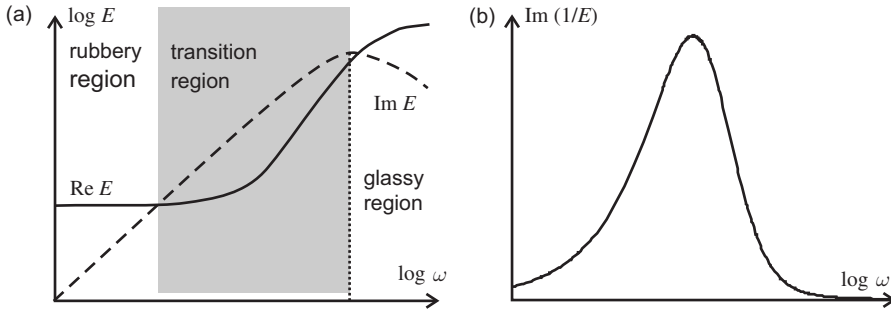 (a)
log E
rubbery
region
transition
region
Im E
Re E
glassy
region
log ω
(b)
Im (1/E)
log ω